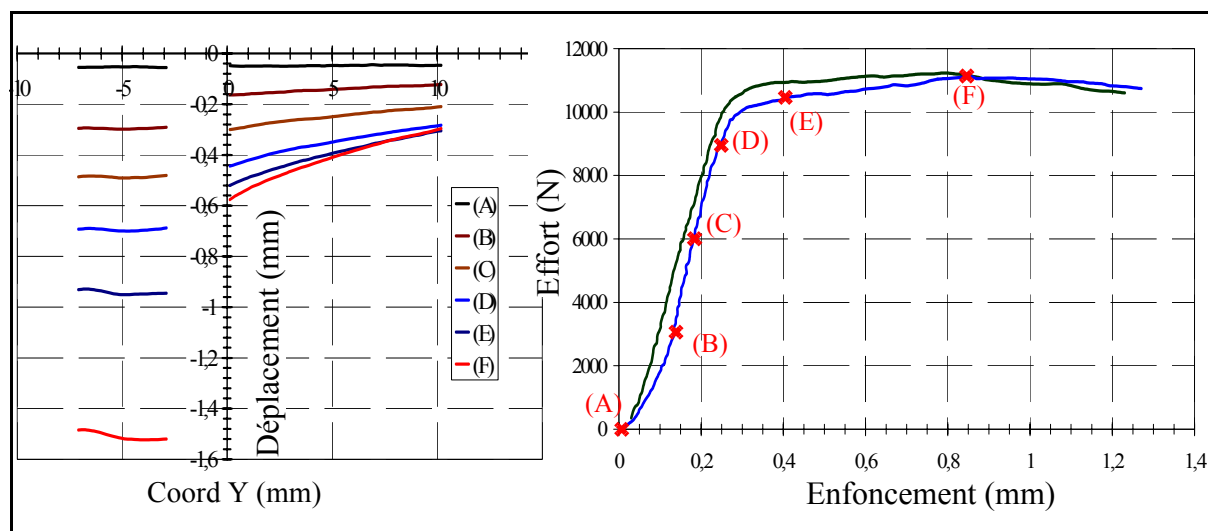 0
-10
-5
5
10
-0,2
-0,4
-0,6
-0,8
-1
-1,2
-1,4
-1,6
Déplacement (mm)
Coord Y (mm)
(A)
(B)
(C)
(D)
(E)
(F)
12000
10000
8000
6000
4000
2000
0
Effort (N)
(A)
(B)
(C)
(D)
(E)
(F)
0
0,2
0,4
0,6
0,8
1
1,2
1,4
Enfoncement (mm)